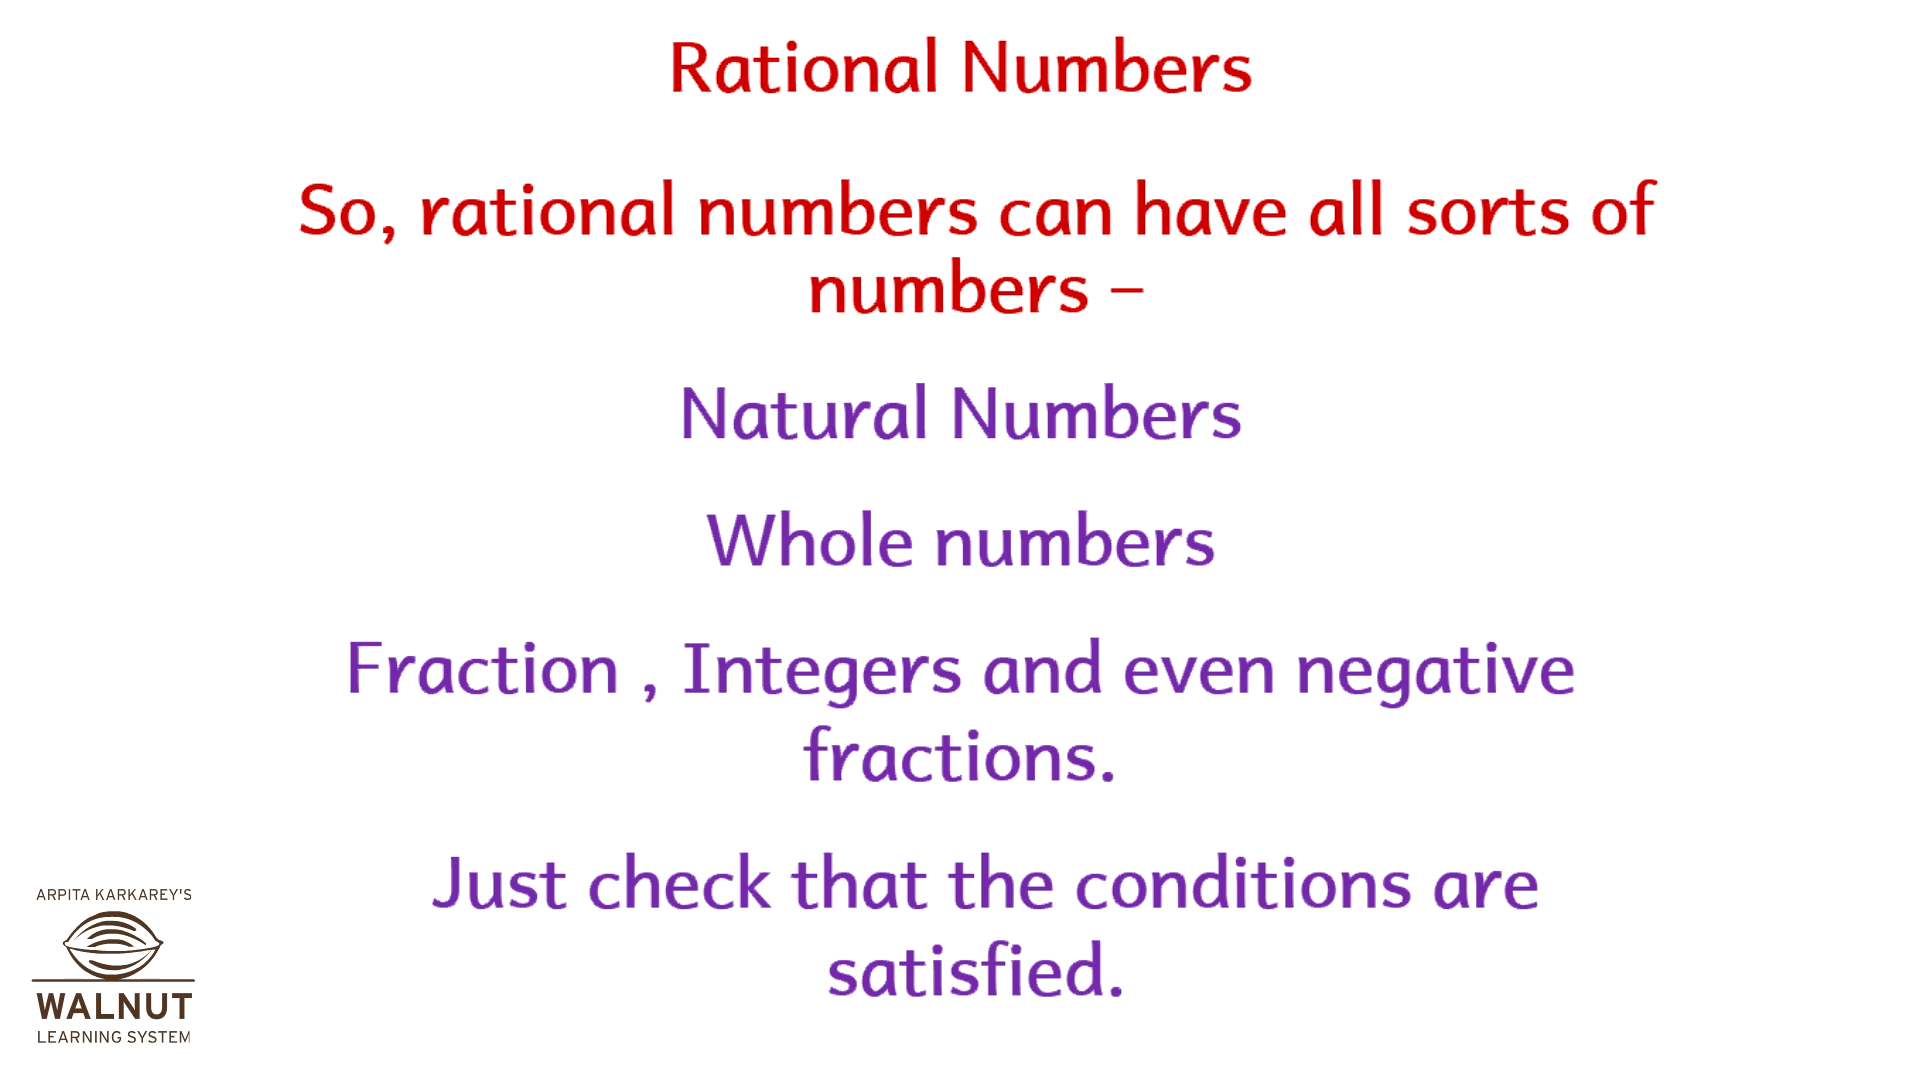 Rational Numbers
So, rational numbers can have all sorts of
numbers –
Natural Numbers
Whole numbers
Fraction , Integers and even negative
fractions.
Just check that the conditions are
satisfied.
ARPITA KARKAREY'S
WALNUT
LEARNING SYSTEM